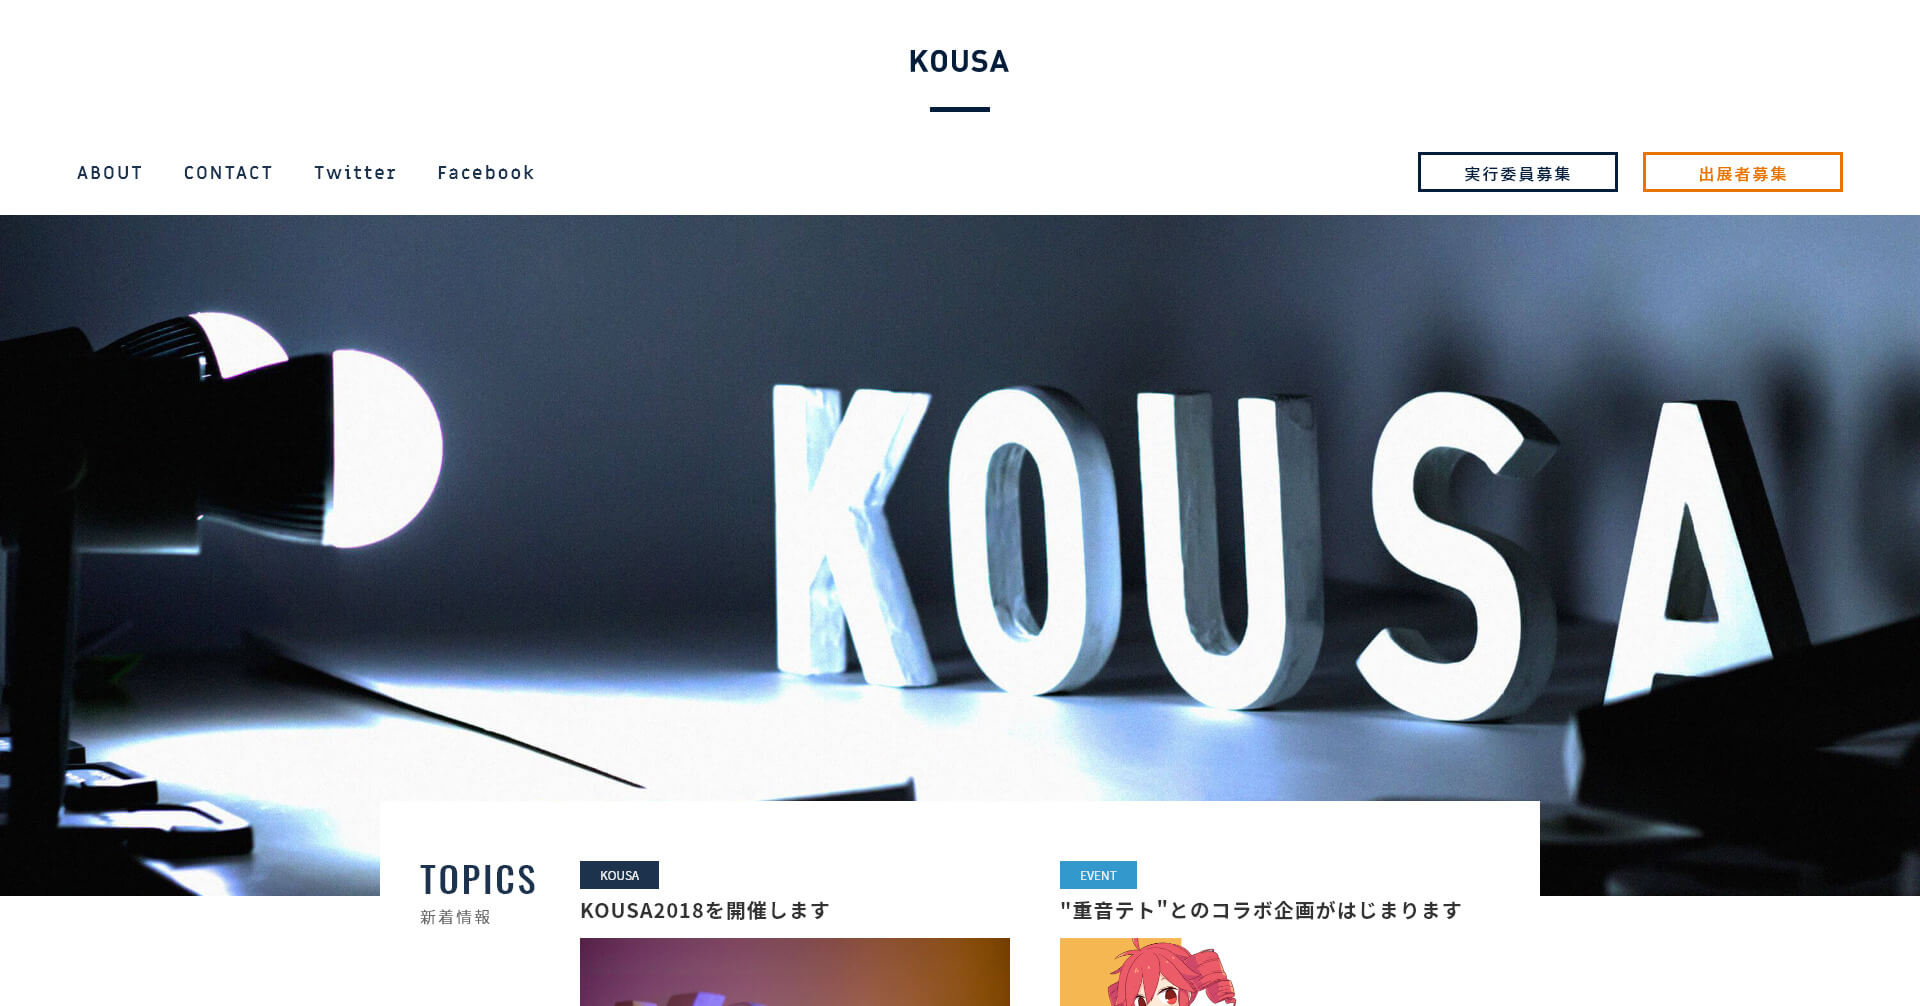 KOUSA
ABOUT CONTACT Twitter Facebook 実行委員募集 出展者募集
KOUSA
TOPICS
新着情報
KOUSA
KOUSA2018を開催します
EVENT
"重音テト"とのコラボ企画がはじまります